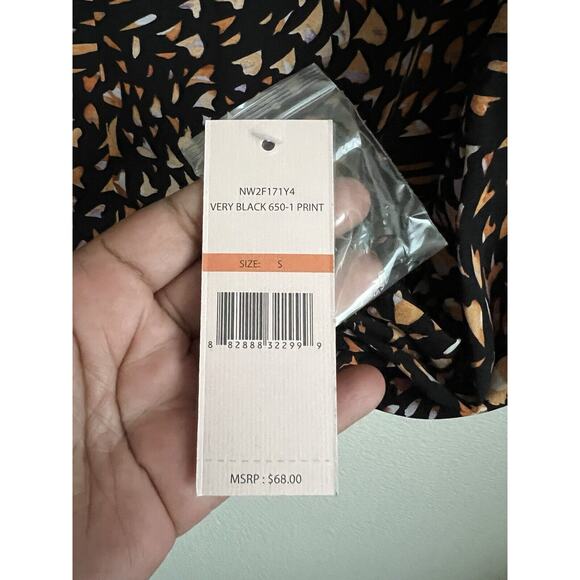 NW2F171Y4
VERY BLACK 650-1 PRINT
SIZE: S
8 82888 32299 9
MSRP : $68.00